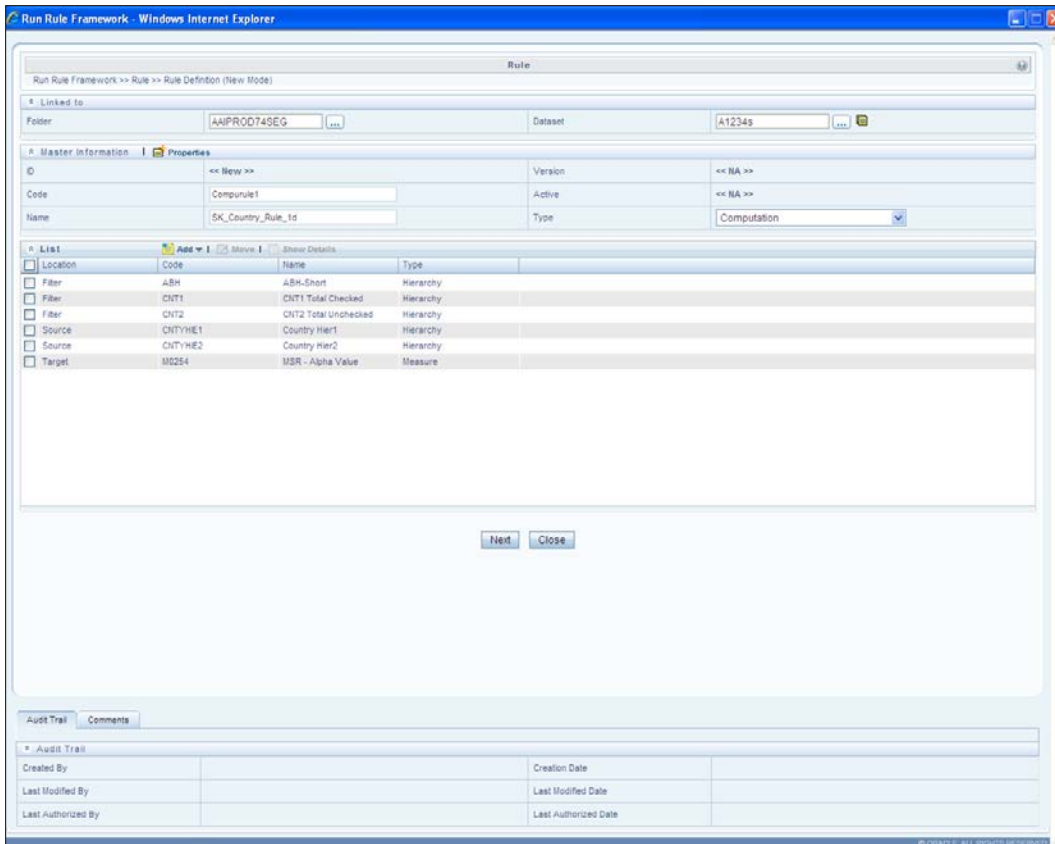 Run Rule Framework - Windows Internet Explorer
Rule
Run Rule Framework >> Rule >> Rule Definition (New Mode)
Linked to
Folder AAIPROD74SEG ... Dataset A1234s ...
Master Information | Properties
ID << New >> Version << NA >>
Code Compurule1 Active << NA >>
Name SK_Country_Rule_1d Type Computation
List Add | Move | Show Details
Location Code Name Type
Filter ABH ABH-Short Hierarchy
Filter CNT1 CNT1 Total Checked Hierarchy
Filter CNT2 CNT2 Total Unchecked Hierarchy
Source CNTYHIE1 Country Hier1 Hierarchy
Source CNTYHIE2 Country Hier2 Hierarchy
Target M0254 MSR - Alpha Value Measure
Next Close
Audit Trail Comments
Audit Trail
Created By Creation Date
Last Modified By Last Modified Date
Last Authorized By Last Authorized Date
© ORACLE. ALL RIGHTS RESERVED